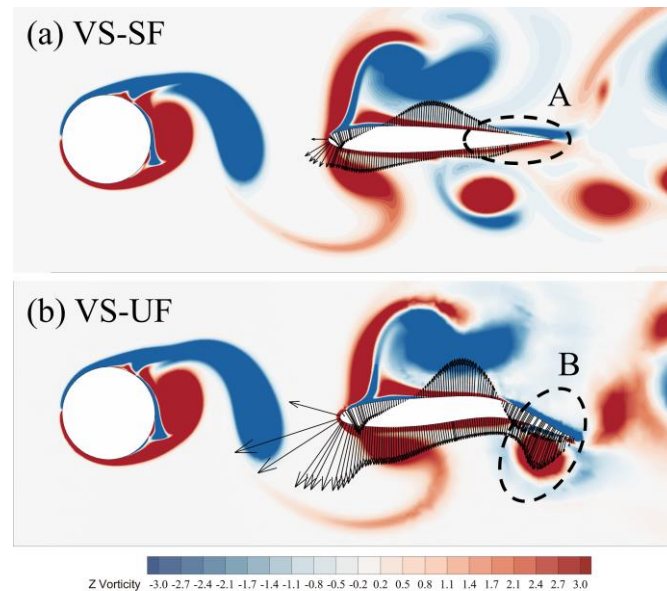 (a) VS-SF
A
(b) VS-UF
B
Z Vorticity -3.0 -2.7 -2.4 -2.1 -1.7 -1.4 -1.1 -0.8 -0.5 -0.2 0.2 0.5 0.8 1.1 1.4 1.7 2.1 2.4 2.7 3.0